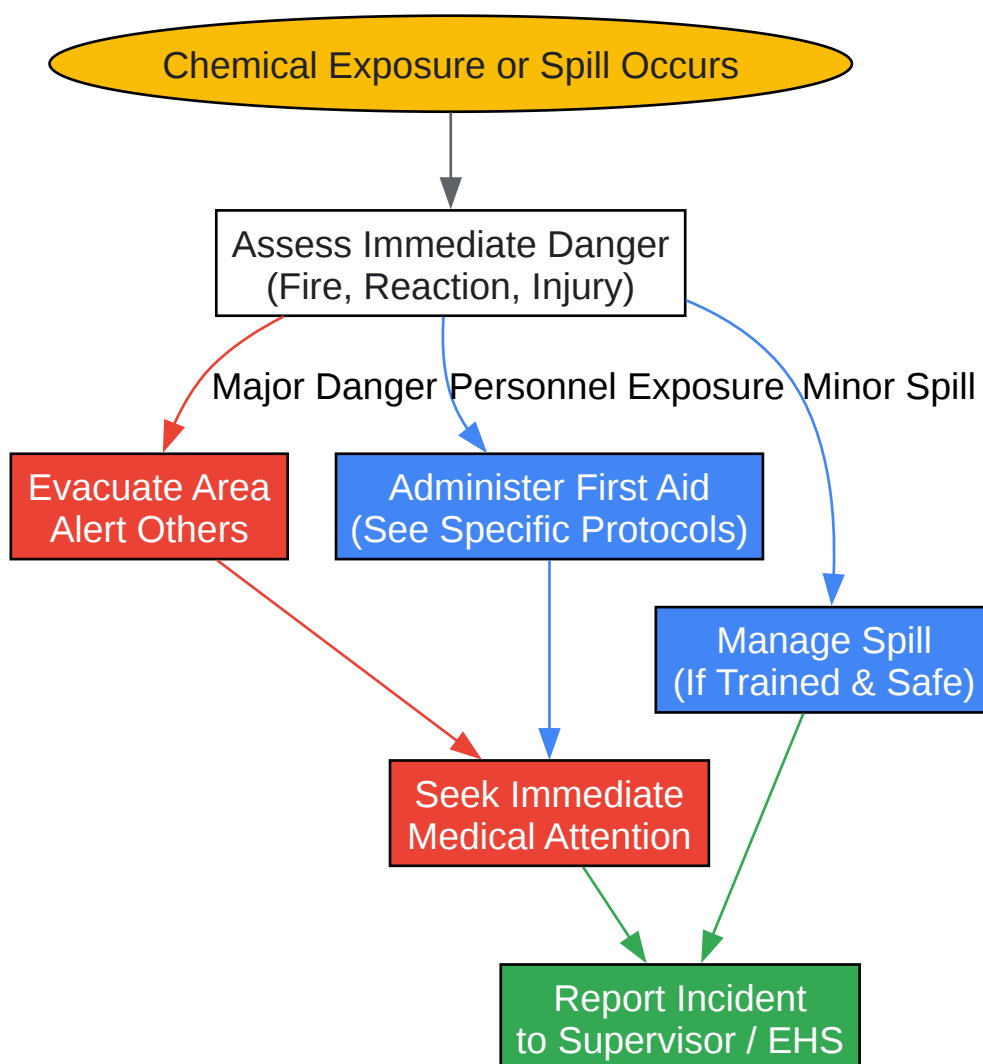 Chemical Exposure or Spill Occurs
Assess Immediate Danger
(Fire, Reaction, Injury)
Major Danger
Personnel Exposure
Minor Spill
Evacuate Area
Alert Others
Administer First Aid
(See Specific Protocols)
Manage Spill
(If Trained & Safe)
Seek Immediate
Medical Attention
Report Incident
to Supervisor / EHS